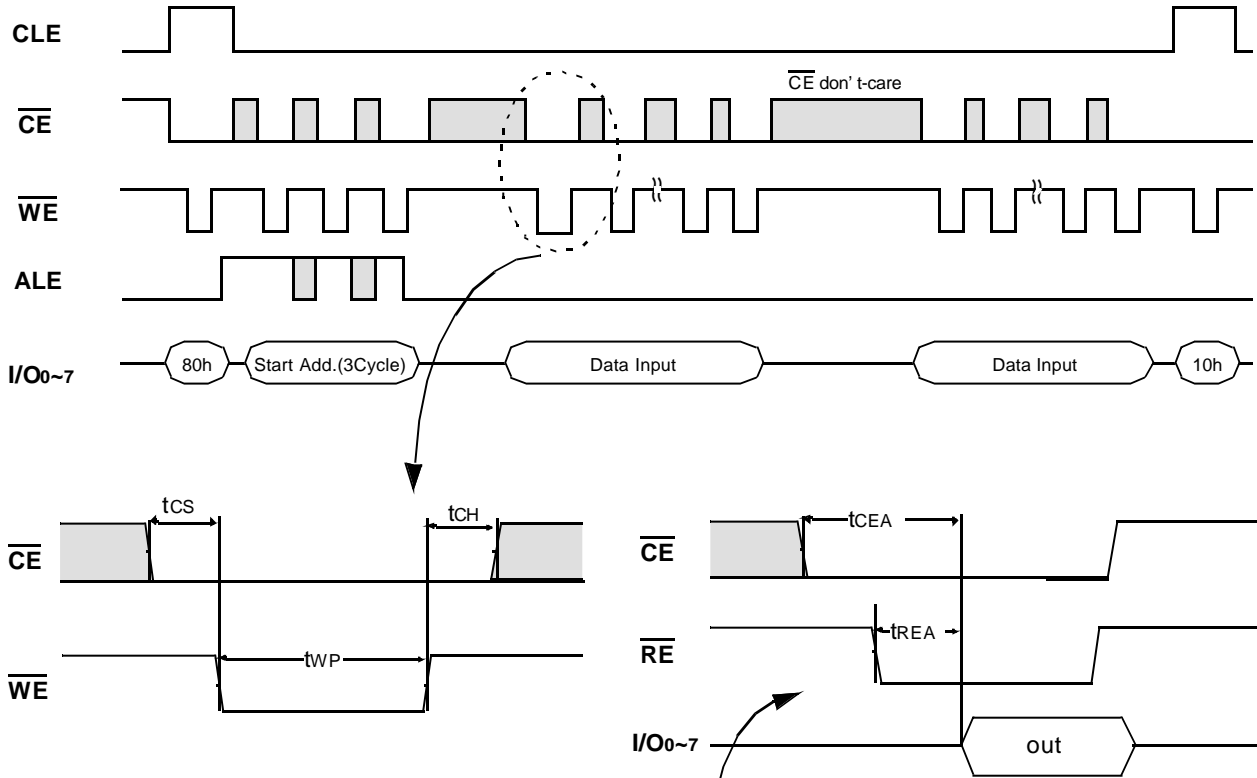 CLE
CE don' t-care
CE
WE
ALE
80h
Start Add.(3Cycle)
Data Input
Data Input
10h
I/O0~7
tCS
tCH
tCEA
CE
CE
tREA
tWP
RE
WE
I/O0~7
out